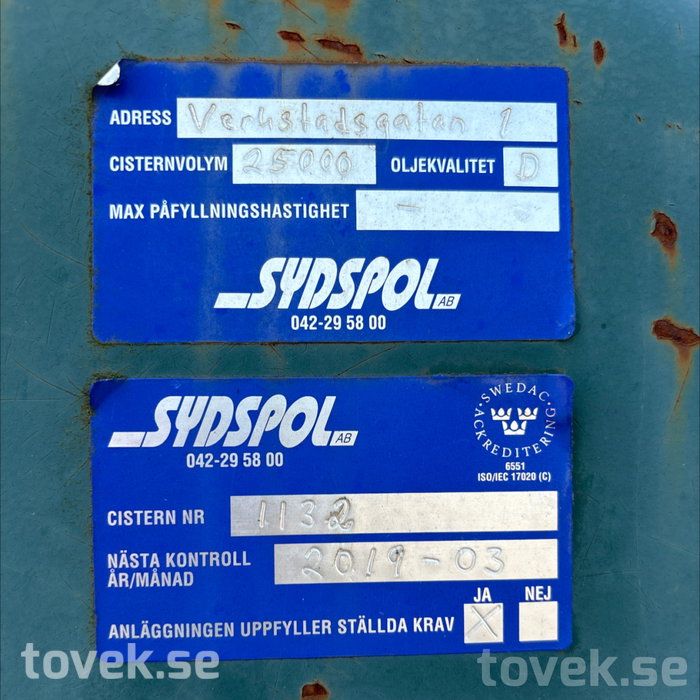 ADRESS Verkstadsgatan 1
CISTERNVOLYM 25000 OLJEKVALITET D
MAX PÅFYLLNINGSHASTIGHET -
SYDSPOL AB
042-29 58 00
SYDSPOL AB
042-29 58 00
SWEDAC ACKREDITERING
6551
ISO/IEC 17020 (C)
CISTERN NR 1132
NÄSTA KONTROLL
ÅR/MÅNAD 2019-03
JA NEJ
ANLÄGGNINGEN UPPFYLLER STÄLLDA KRAV X
tovek.se tovek.se